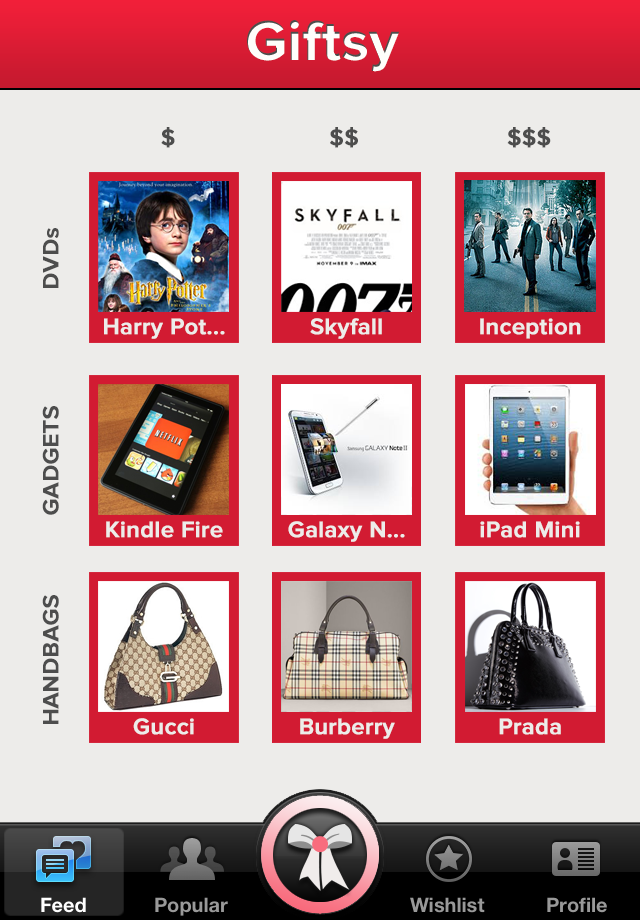 Giftsy
$ $$ $$$
DVDs
Journey beyond your imagination.
Harry Potter
SKYFALL
007
NOVEMBER 9 IN IMAX
007
Harry Pot... Skyfall Inception
GADGETS
NETFLIX
Samsung GALAXY Note II
Kindle Fire Galaxy N... iPad Mini
HANDBAGS
Gucci Burberry Prada
Feed Popular Wishlist Profile